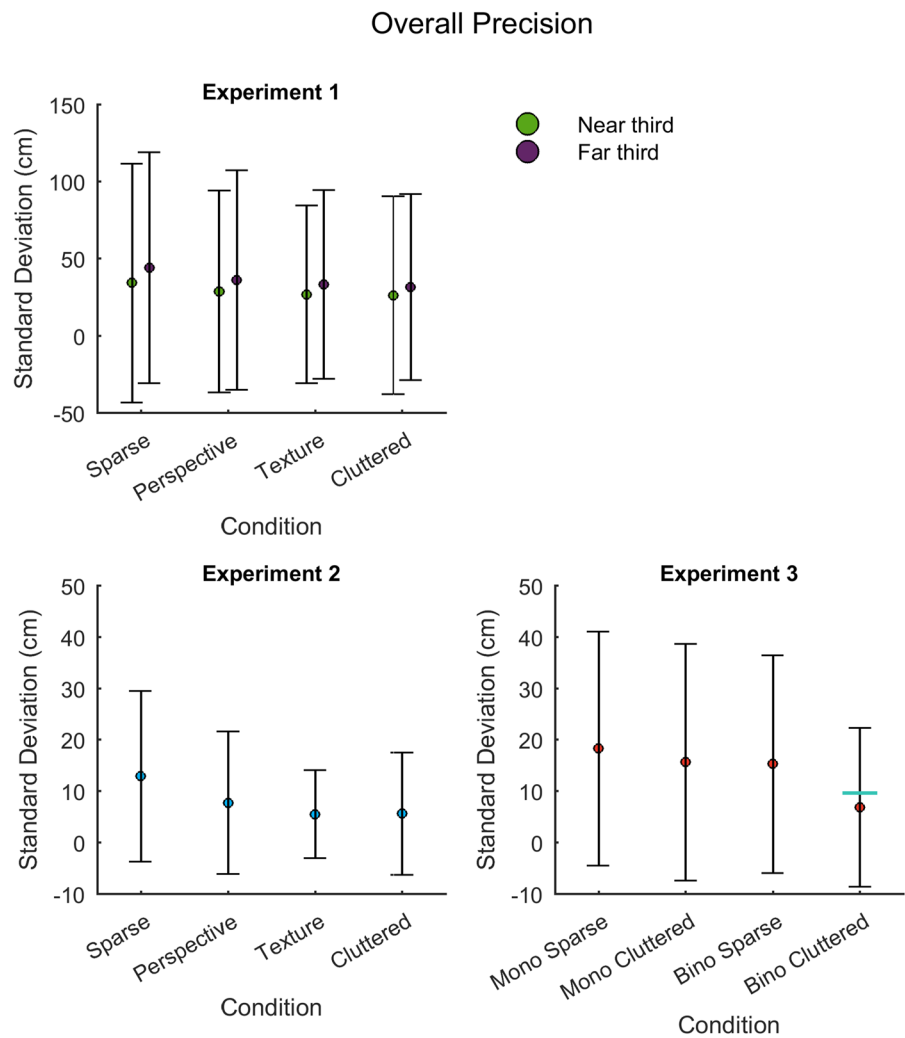 Overall Precision
Experiment 1
Near third
Far third
Standard Deviation (cm)
150
100
50
0
-50
Sparse
Perspective
Texture
Cluttered
Condition
Experiment 2
Standard Deviation (cm)
50
40
30
20
10
0
-10
Sparse
Perspective
Texture
Cluttered
Condition
Experiment 3
Standard Deviation (cm)
50
40
30
20
10
0
-10
Mono Sparse
Mono Cluttered
Bino Sparse
Bino Cluttered
Condition